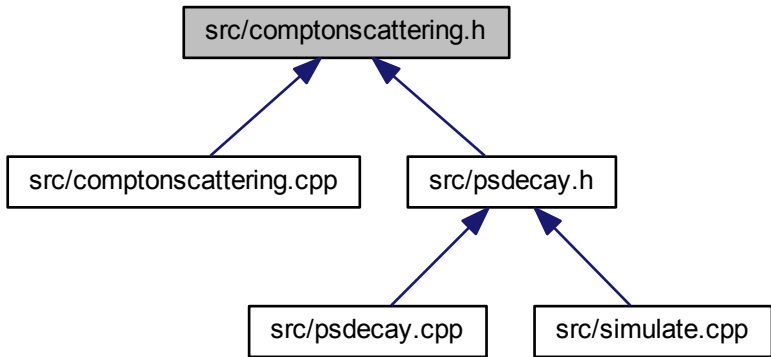 src/comptonscattering.h
src/comptonscattering.cpp
src/psdecay.h
src/psdecay.cpp
src/simulate.cpp